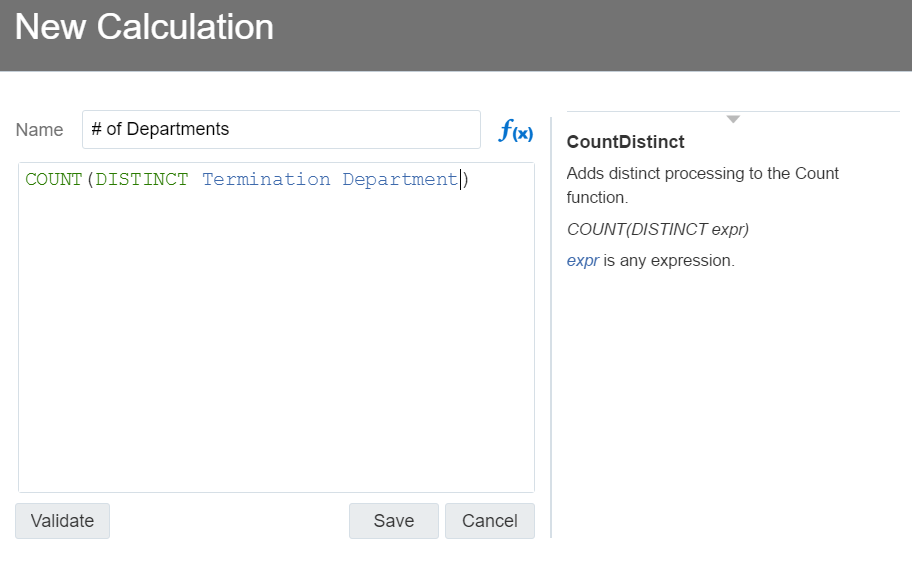 New Calculation
Name
# of Departments
f(x)
COUNT(DISTINCT Termination Department)
Validate
Save
Cancel
CountDistinct
Adds distinct processing to the Count
function.
COUNT(DISTINCT expr)
expr is any expression.